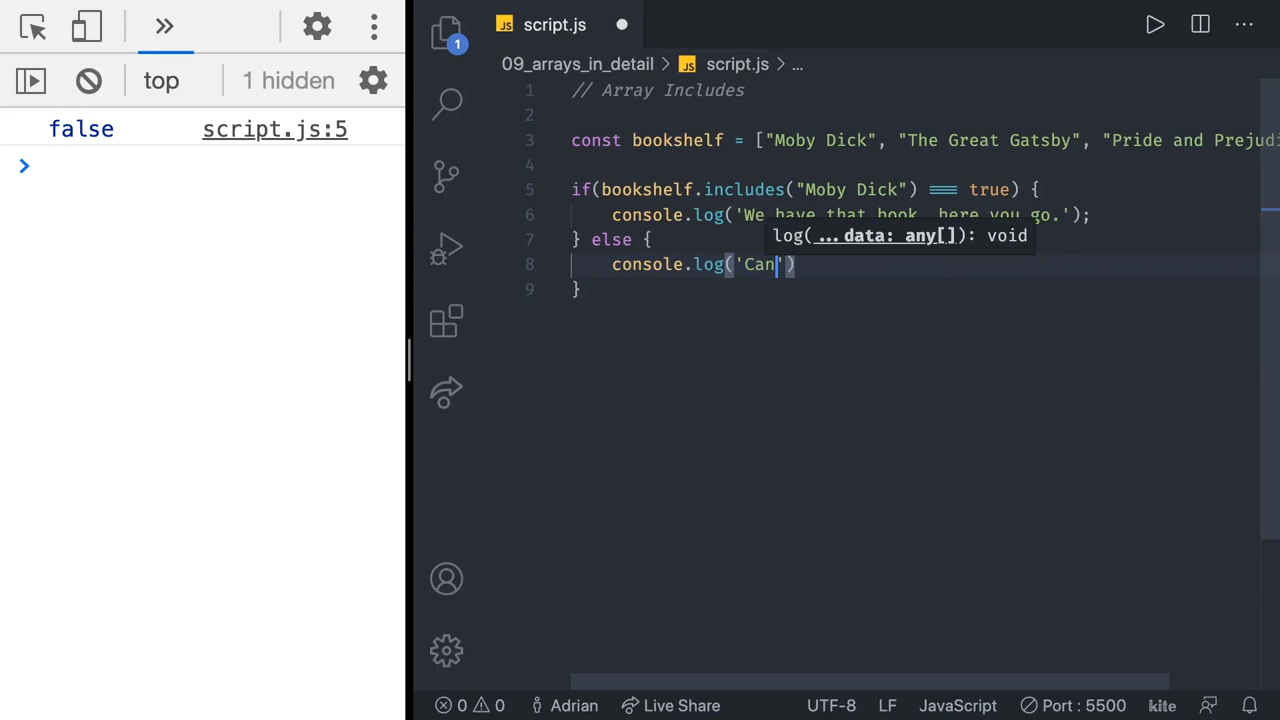 top
1 hidden
false script.js:5
>
1
JS script.js
09_arrays_in_detail > JS script.js > ...
1 // Array Includes
2
3 const bookshelf = ["Moby Dick", "The Great Gatsby", "Pride and Prejudi
4
5 if(bookshelf.includes("Moby Dick") === true) {
6 console.log('We have that book, here you go.');
log(...data: any[]): void
7 } else {
8 console.log('Can')
9 }
0 0 Adrian Live Share UTF-8 LF JavaScript Port : 5500 kite